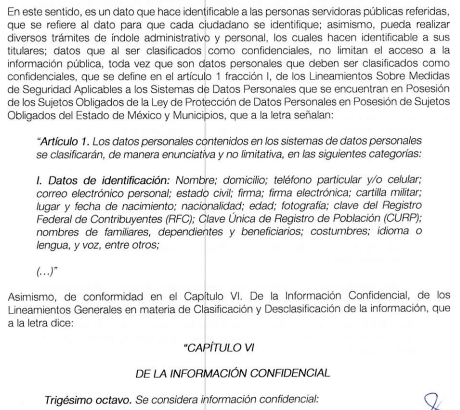 En este sentido, es un dato que hace identificable a las personas servidoras públicas referidas,
que se refiere al dato para que cada ciudadano se identifique; asimismo, pueda realizar
diversos trámites de índole administrativo y personal, los cuales hacen identificable a sus
titulares; datos que al ser clasificados como confidenciales, no limitan el acceso a la
información pública, toda vez que son datos personales que deben ser clasificados como
confidenciales, que se define en el artículo 1 fracción I, de los Lineamientos Sobre Medidas
de Seguridad Aplicables a los Sistemas de Datos Personales que se encuentran en Posesión
de los Sujetos Obligados de la Ley de Protección de Datos Personales en Posesión de Sujetos
Obligados del Estado de México y Municipios, que a la letra señalan:
“Artículo 1. Los datos personales contenidos en los sistemas de datos personales
se clasificarán, de manera enunciativa y no limitativa, en las siguientes categorías:
I. Datos de identificación: Nombre; domicilio; teléfono particular y/o celular;
correo electrónico personal; estado civil; firma; firma electrónica; cartilla militar;
lugar y fecha de nacimiento; nacionalidad; edad; fotografía; clave del Registro
Federal de Contribuyentes (RFC); Clave Única de Registro de Población (CURP);
nombres de familiares, dependientes y beneficiarios; costumbres; idioma o
lengua, y voz, entre otros;
(...)”
Asimismo, de conformidad en el Capítulo VI. De la Información Confidencial, de los
Lineamientos Generales en materia de Clasificación y Desclasificación de la información, que
a la letra dice:
“CAPÍTULO VI
DE LA INFORMACIÓN CONFIDENCIAL
Trigésimo octavo. Se considera información confidencial: